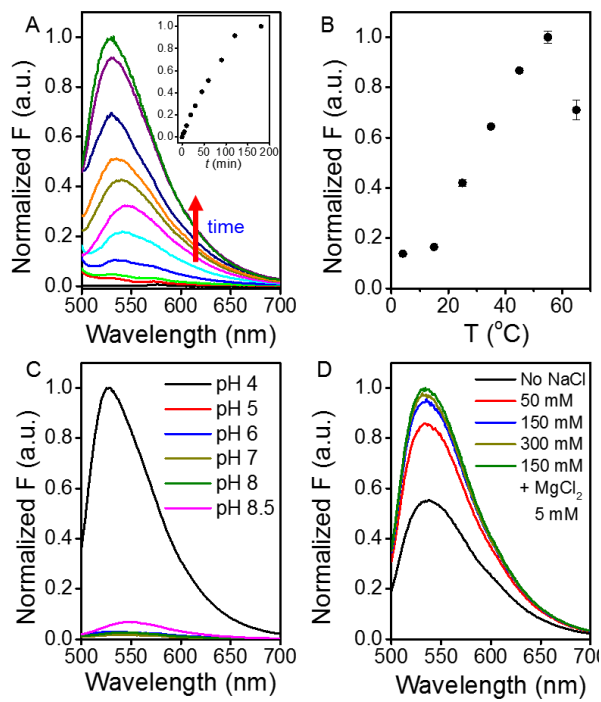 A
B
Normalized F (a.u.)
1.0
0.8
0.6
0.4
0.2
0.0
500 550 600 650 700
Wavelength (nm)
1.0
0.8
0.6
0.4
0.2
0.0
0 50 100 150 200
t (min)
time
Normalized F (a.u.)
1.0
0.8
0.6
0.4
0.2
0.0
0 20 40 60
T (°C)
C
D
Normalized F (a.u.)
1.0
0.8
0.6
0.4
0.2
0.0
500 550 600 650 700
Wavelength (nm)
pH 4
pH 5
pH 6
pH 7
pH 8
pH 8.5
Normalized F (a.u.)
1.0
0.8
0.6
0.4
0.2
0.0
500 550 600 650 700
Wavelength (nm)
No NaCl
50 mM
150 mM
300 mM
150 mM
+ MgCl₂
5 mM